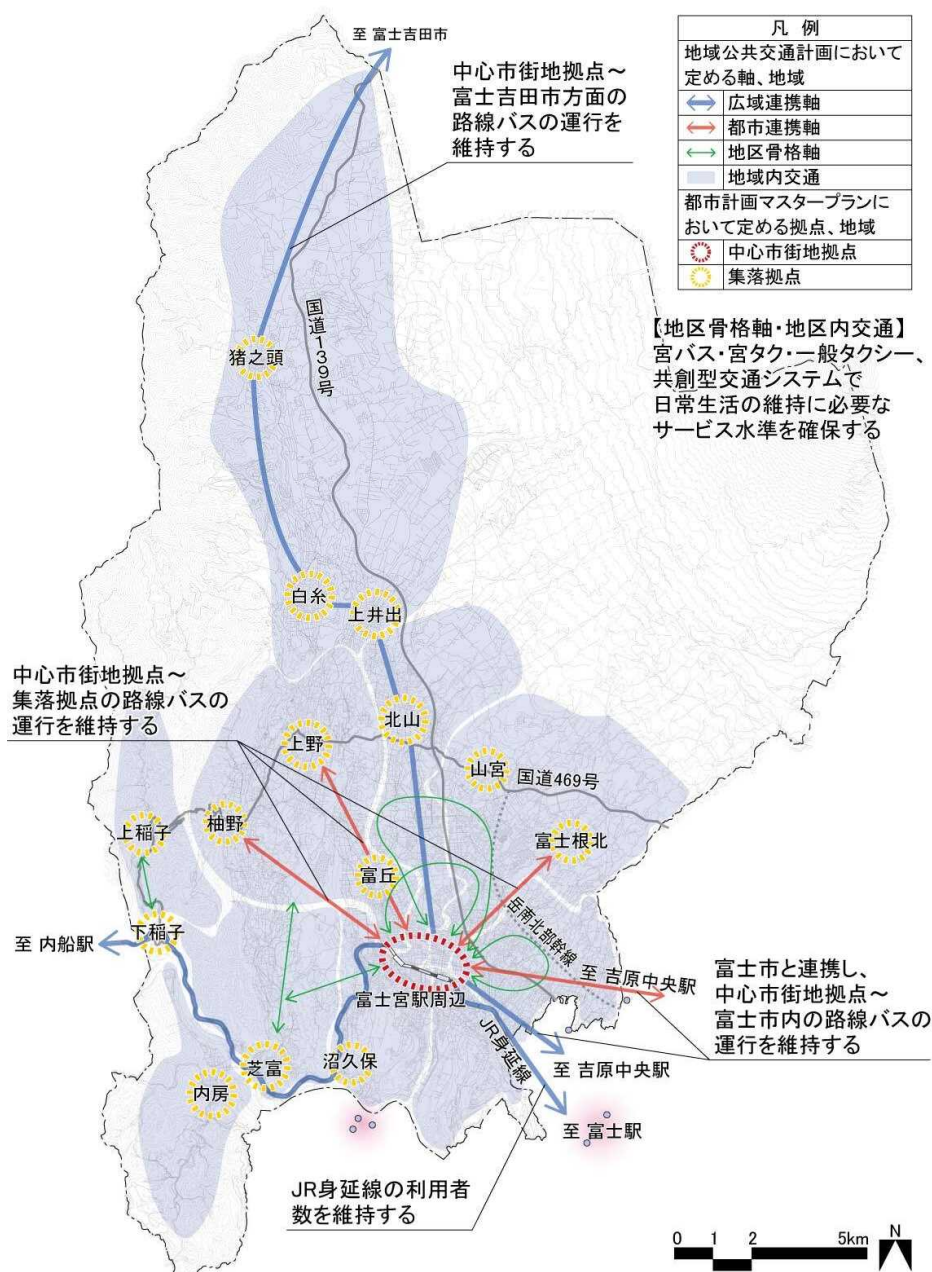 至 富士吉田市
中心市街地拠点～
富士吉田市方面の
路線バスの運行を
維持する
凡 例
地域公共交通計画において
定める軸、地域
広域連携軸
都市連携軸
地区骨格軸
地域内交通
都市計画マスタープランに
おいて定める拠点、地域
中心市街地拠点
集落拠点
【地区骨格軸・地区内交通】
宮バス・宮タク・一般タクシー、
共創型交通システムで
日常生活の維持に必要な
サービス水準を確保する
国道139号
猪之頭
白糸
上井出
中心市街地拠点～
集落拠点の路線バスの
運行を維持する
北山
上野
山宮
国道469号
上稲子
柚野
富丘
富士根北
下稲子
至 内船駅
岳南北部幹線
至 吉原中央駅
富士宮駅周辺
富士市と連携し、
中心市街地拠点～
富士市内の路線バスの
運行を維持する
JR身延線
至 吉原中央駅
芝富
沼久保
内房
至 富士駅
JR身延線の利用者
数を維持する
0 1 2 5km
N